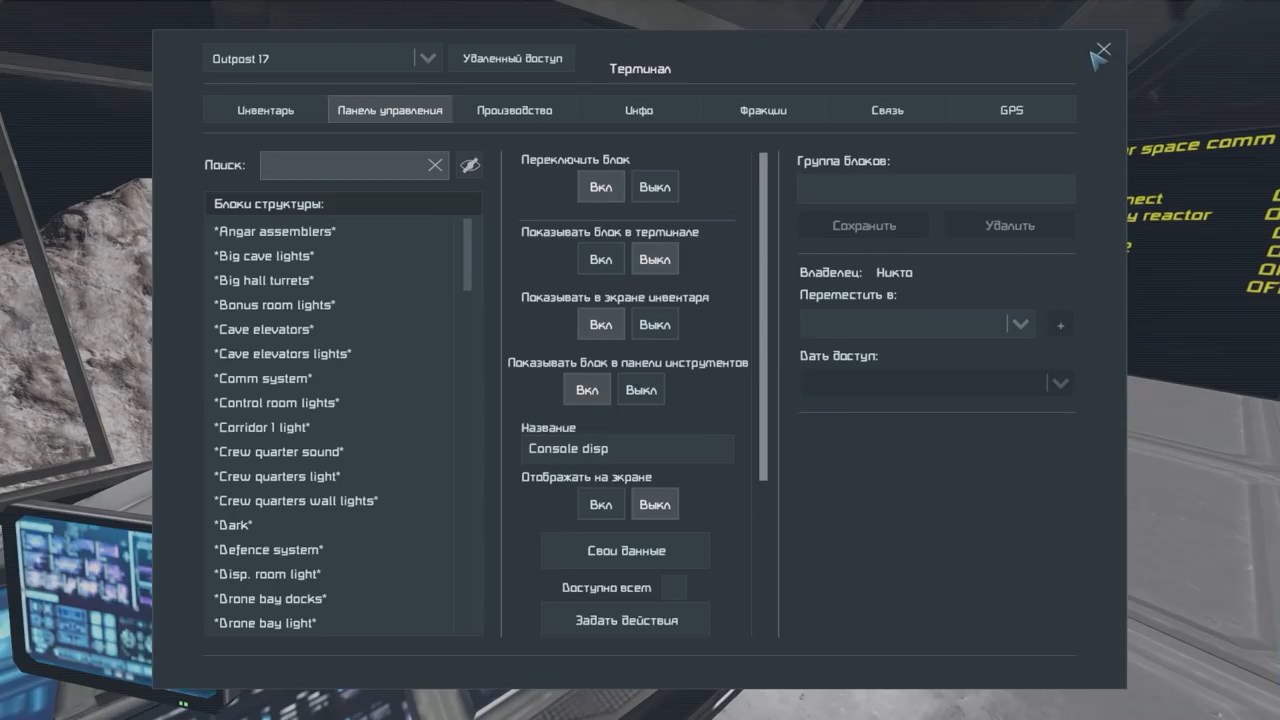 Outpost 17
Удаленный доступ
Терминал
Инвентарь
Панель управления
Производство
Инфо
Фракции
Связь
GPS
Поиск:
Блоки структуры:
*Angar assemblers*
*Big cave lights*
*Big hall turrets*
*Bonus room lights*
*Cave elevators*
*Cave elevators lights*
*Comm system*
*Control room lights*
*Corridor 1 light*
*Crew quarter sound*
*Crew quarters light*
*Crew quarters wall lights*
*Dark*
*Defence system*
*Disp. room light*
*Drone bay docks*
*Drone bay light*
Переключить блок
Вкл Выкл
Показывать блок в терминале
Вкл Выкл
Показывать в экране инвентаря
Вкл Выкл
Показывать блок в панели инструментов
Вкл Выкл
Название
Console disp
Отображать на экране
Вкл Выкл
Свои данные
Доступно всем
Задать действия
Группа блоков:
Сохранить
Удалить
Владелец: Никто
Переместить в:
+
Дать доступ:
space comm
reactor